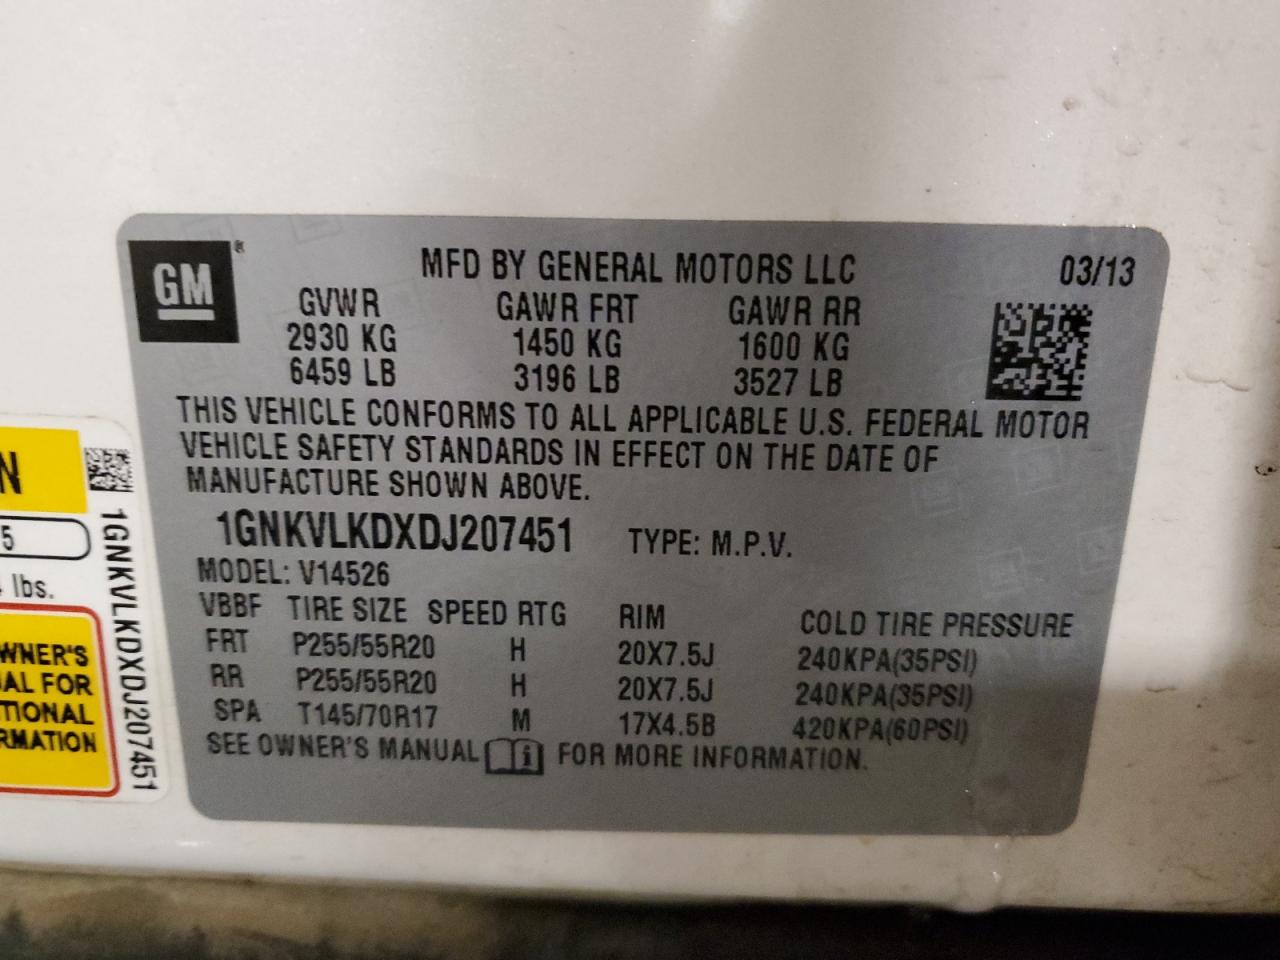 GM®
MFD BY GENERAL MOTORS LLC 03/13
GVWR GAWR FRT GAWR RR
2930 KG 1450 KG 1600 KG
6459 LB 3196 LB 3527 LB
THIS VEHICLE CONFORMS TO ALL APPLICABLE U.S. FEDERAL MOTOR
VEHICLE SAFETY STANDARDS IN EFFECT ON THE DATE OF
MANUFACTURE SHOWN ABOVE.
1GNKVLKDXDJ207451 TYPE: M.P.V.
MODEL: V14526
VBBF TIRE SIZE SPEED RTG RIM COLD TIRE PRESSURE
FRT P255/55R20 H 20X7.5J 240KPA(35PSI)
RR P255/55R20 H 20X7.5J 240KPA(35PSI)
SPA T145/70R17 M 17X4.5B 420KPA(60PSI)
SEE OWNER'S MANUAL i FOR MORE INFORMATION.
N
5
lbs.
WNER'S
AL FOR
TIONAL
RMATION
1GNKVLKDXDJ207451